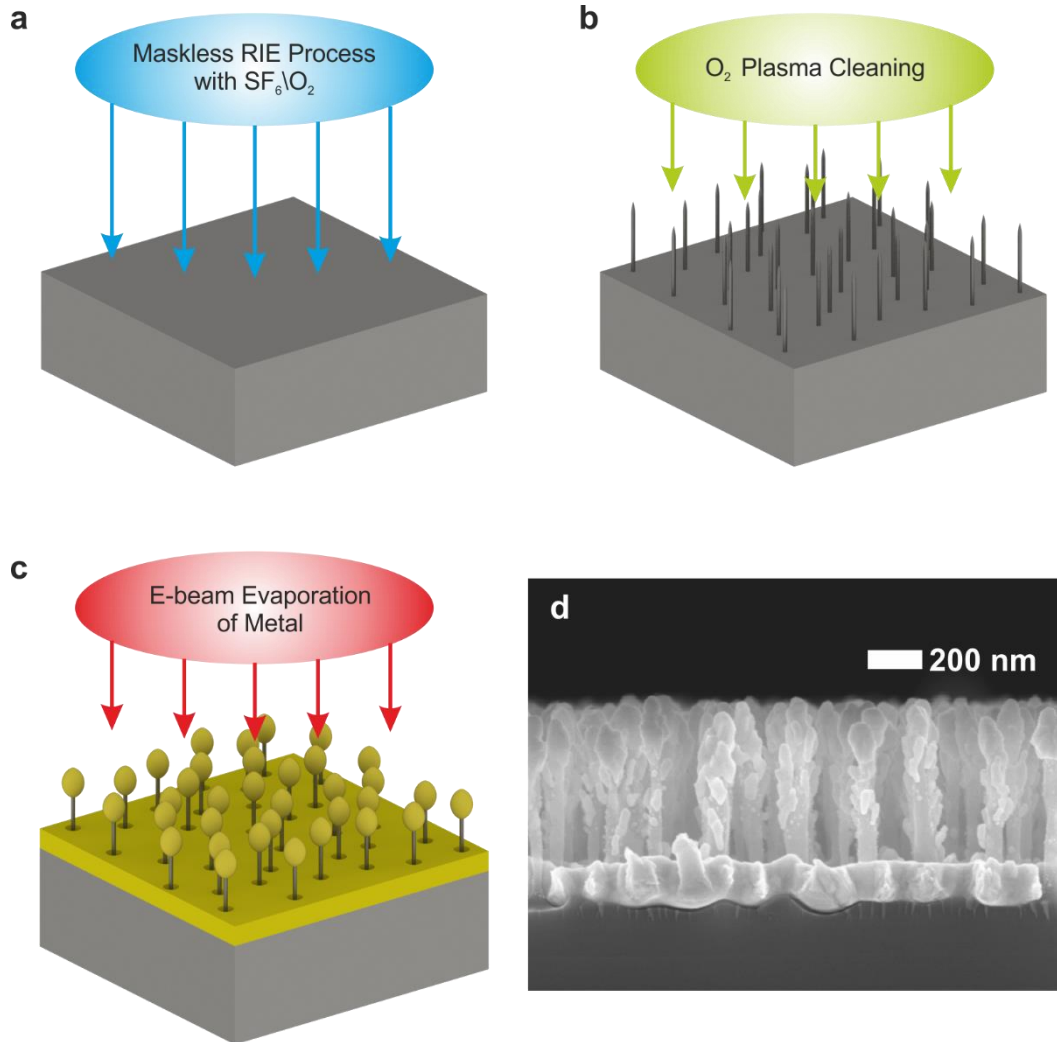 a
Maskless RIE Process
with SF₆\O₂
b
O₂ Plasma Cleaning
c
E-beam Evaporation
of Metal
d
200 nm